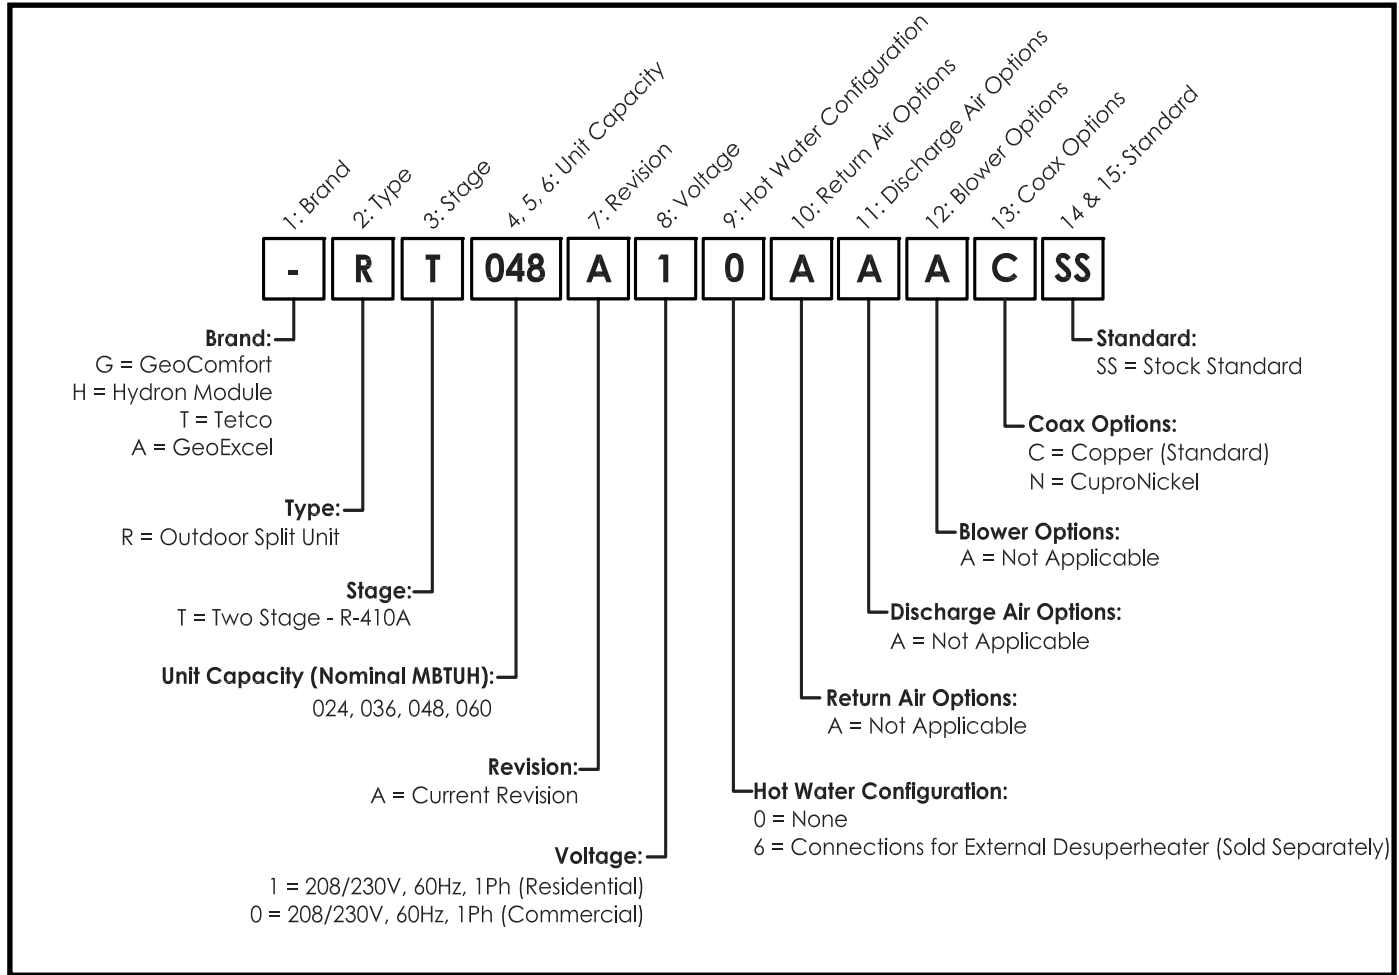 1: Brand
2: Type
3: Stage
4, 5, 6: Unit Capacity
7: Revision
8: Voltage
9: Hot Water Configuration
10: Return Air Options
11: Discharge Air Options
12: Blower Options
13: Coax Options
14 & 15: Standard
- R T 048 A 1 0 A A A C SS
Brand:
G = GeoComfort
H = Hydron Module
T = Tetco
A = GeoExcel
Type:
R = Outdoor Split Unit
Stage:
T = Two Stage - R-410A
Unit Capacity (Nominal MBTUH):
024, 036, 048, 060
Revision:
A = Current Revision
Voltage:
1 = 208/230V, 60Hz, 1Ph (Residential)
0 = 208/230V, 60Hz, 1Ph (Commercial)
Standard:
SS = Stock Standard
Coax Options:
C = Copper (Standard)
N = CuproNickel
Blower Options:
A = Not Applicable
Discharge Air Options:
A = Not Applicable
Return Air Options:
A = Not Applicable
Hot Water Configuration:
0 = None
6 = Connections for External Desuperheater (Sold Separately)